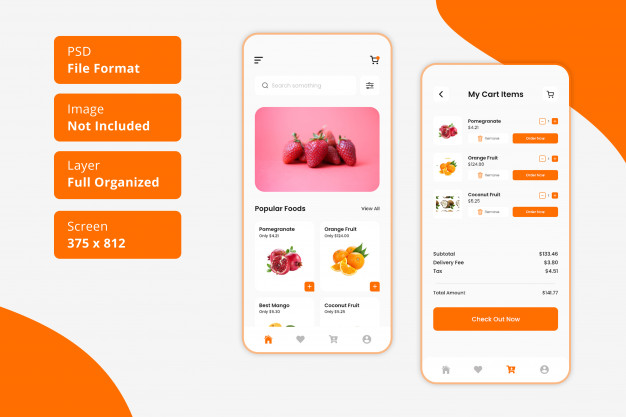 PSD
File Format
Image
Not Included
Layer
Full Organized
Screen
375 x 812
Search something
Popular Foods
View All
Pomegranate
Only $4.21
Orange Fruit
Only $124.00
Best Mango
Only $6.30
Coconut Fruit
Only $5.25
My Cart Items
Pomegranate
$4.21
Remove
Order Now
Orange Fruit
$124.00
Remove
Order Now
Coconut Fruit
$5.25
Remove
Order Now
Subtotal
$133.46
Delivery Fee
$3.80
Tax
$4.51
Total Amount
$141.77
Check Out Now